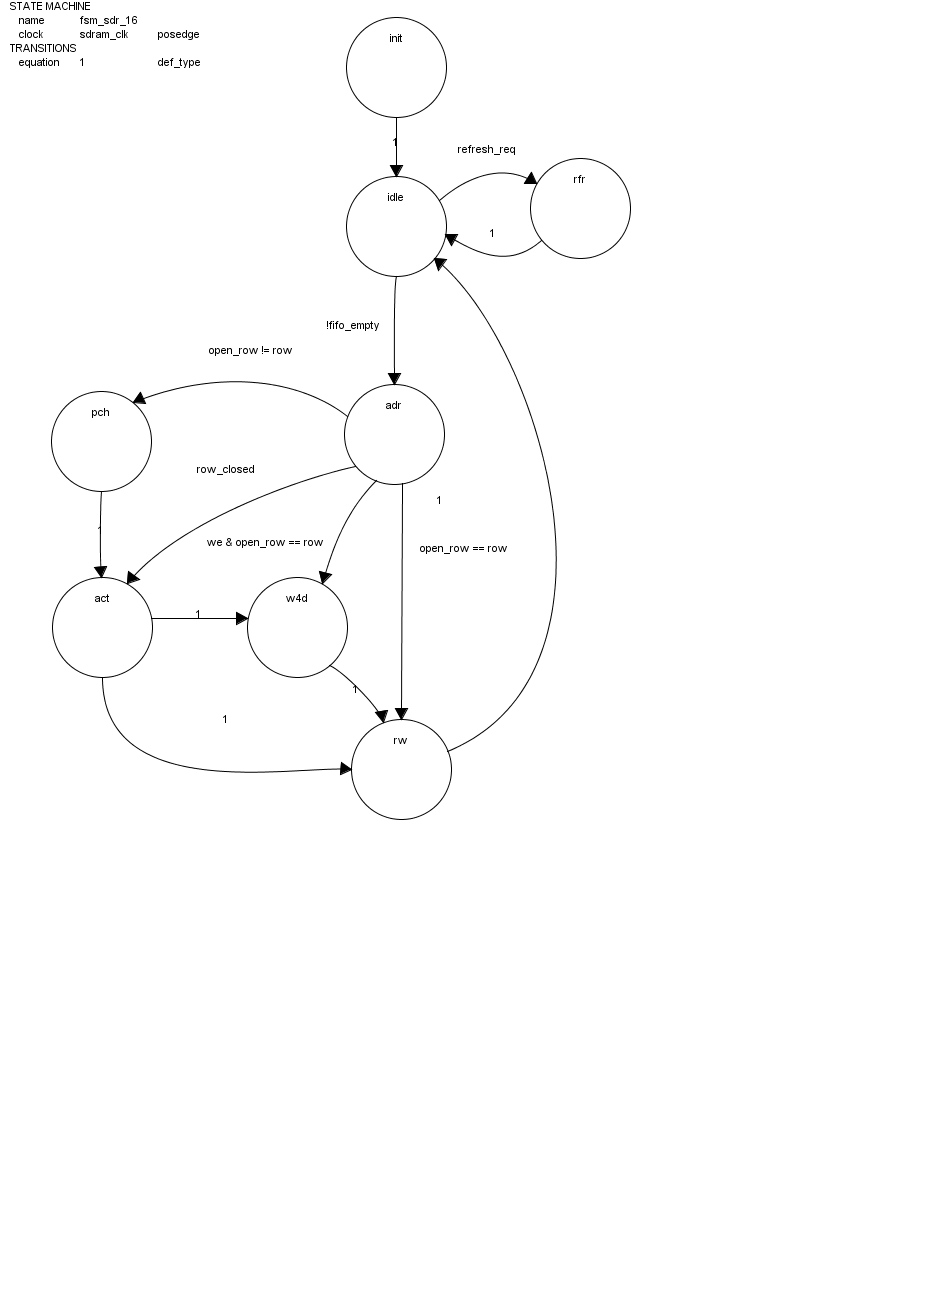 STATE MACHINE
name fsm_sdr_16
clock sdram_clk posedge
TRANSITIONS
equation 1 def_type
init
1
refresh_req
rfr
idle
1
!fifo_empty
open_row != row
adr
pch
row_closed
1
1
we & open_row == row
open_row == row
act
w4d
1
1
1
rw